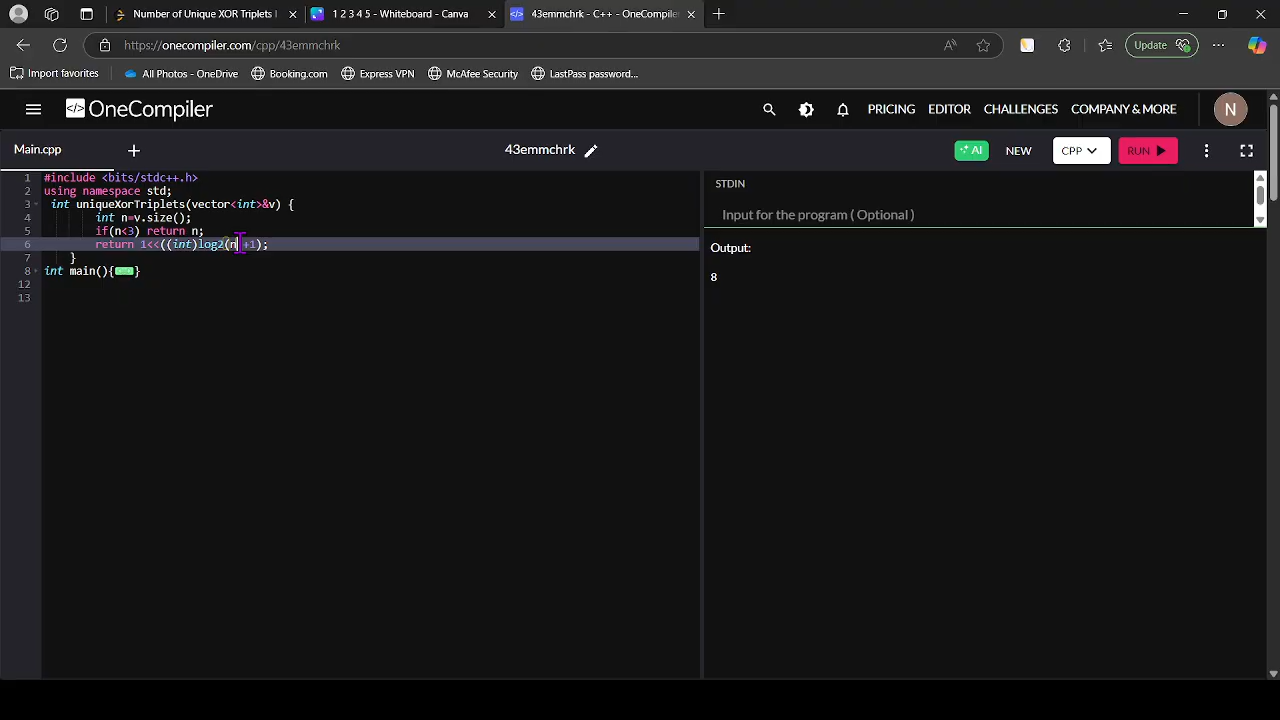 Number of Unique XOR Triplets I
1 2 3 4 5 - Whiteboard - Canva
43emmchrk - C++ - OneCompiler
https://onecompiler.com/cpp/43emmchrk
Update
Import favorites
All Photos - OneDrive
Booking.com
Express VPN
McAfee Security
LastPass password...
</> OneCompiler
PRICING
EDITOR
CHALLENGES
COMPANY & MORE
N
Main.cpp
43emmchrk
AI
NEW
CPP
RUN
1 #include <bits/stdc++.h>
2 using namespace std;
3 int uniqueXorTriplets(vector<int>&v) {
4 int n=v.size();
5 if(n<3) return n;
6 return 1<<((int)log2(n +1);
7 }
8 int main(){}
12
13
STDIN
Input for the program ( Optional )
Output:
8